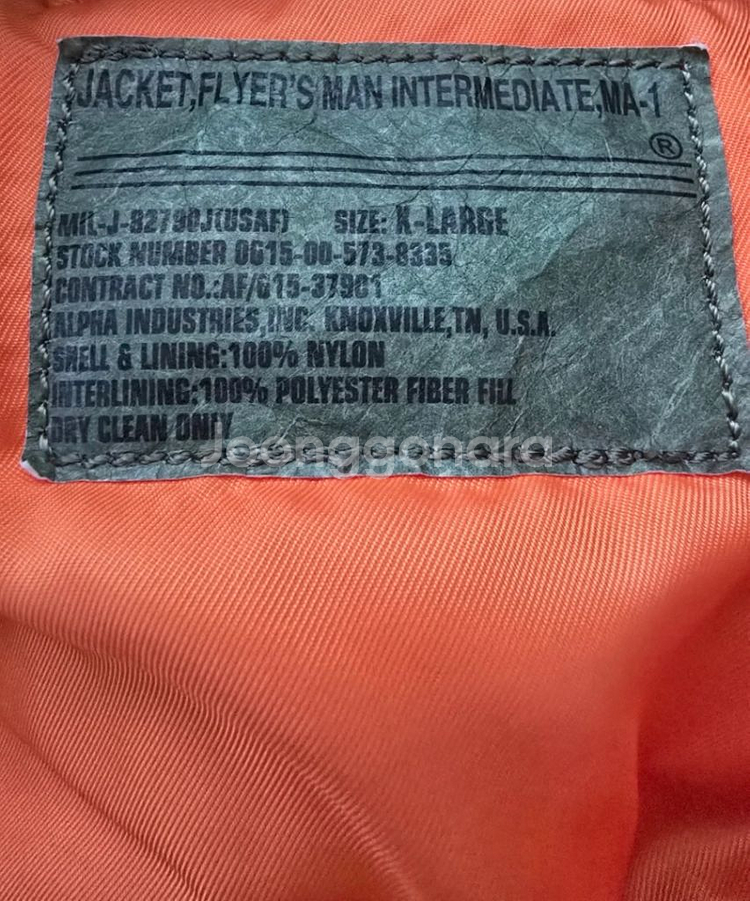 JACKET,FLYER'S MAN INTERMEDIATE,MA-1
®
MIL-J-82790J(USAF) SIZE: X-LARGE
STOCK NUMBER 0615-00-573-8335
CONTRACT NO.:AF/615-37901
ALPHA INDUSTRIES,INC. KNOXVILLE,TN, U.S.A.
SHELL & LINING:100% NYLON
INTERLINING:100% POLYESTER FIBER FILL
DRY CLEAN ONLY
Joonggonara